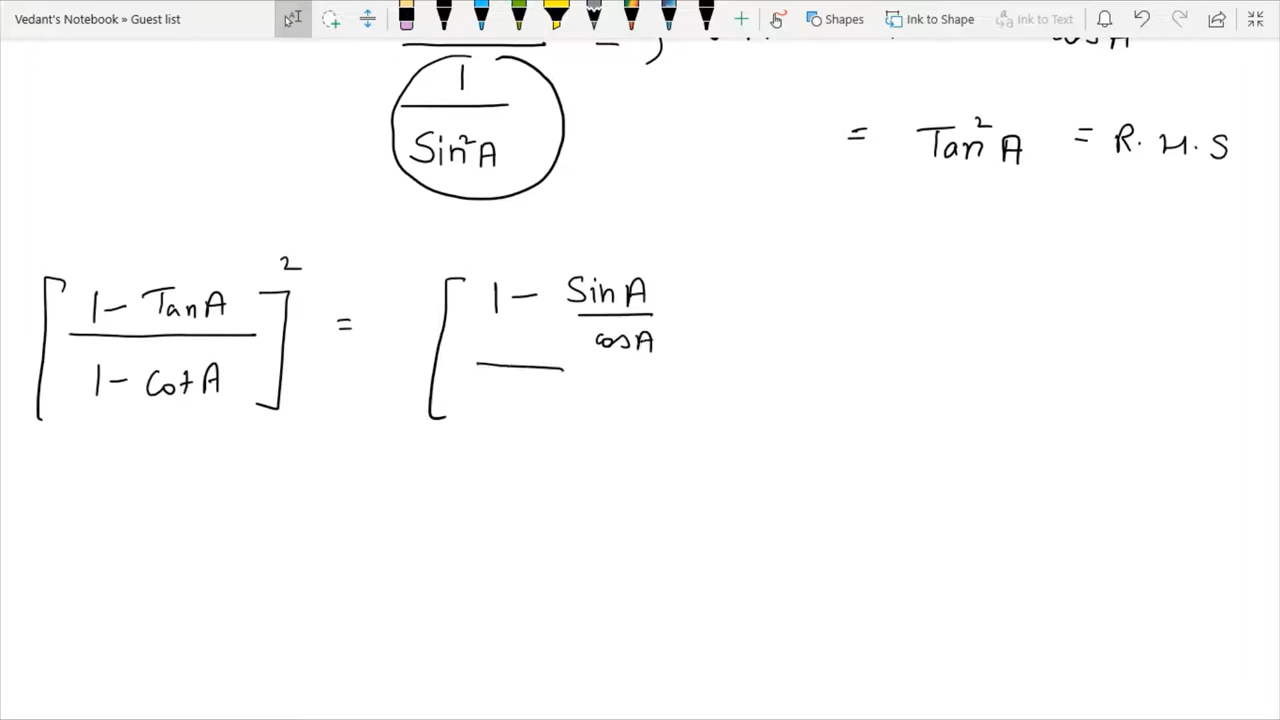 Vedant's Notebook » Guest list
Shapes
Ink to Shape
Ink to Text
cos A
1
Sin²A
= Tan²A = R.H.S
[ 1 - TanA / 1 - cotA ]² = [ 1 - SinA / cosA